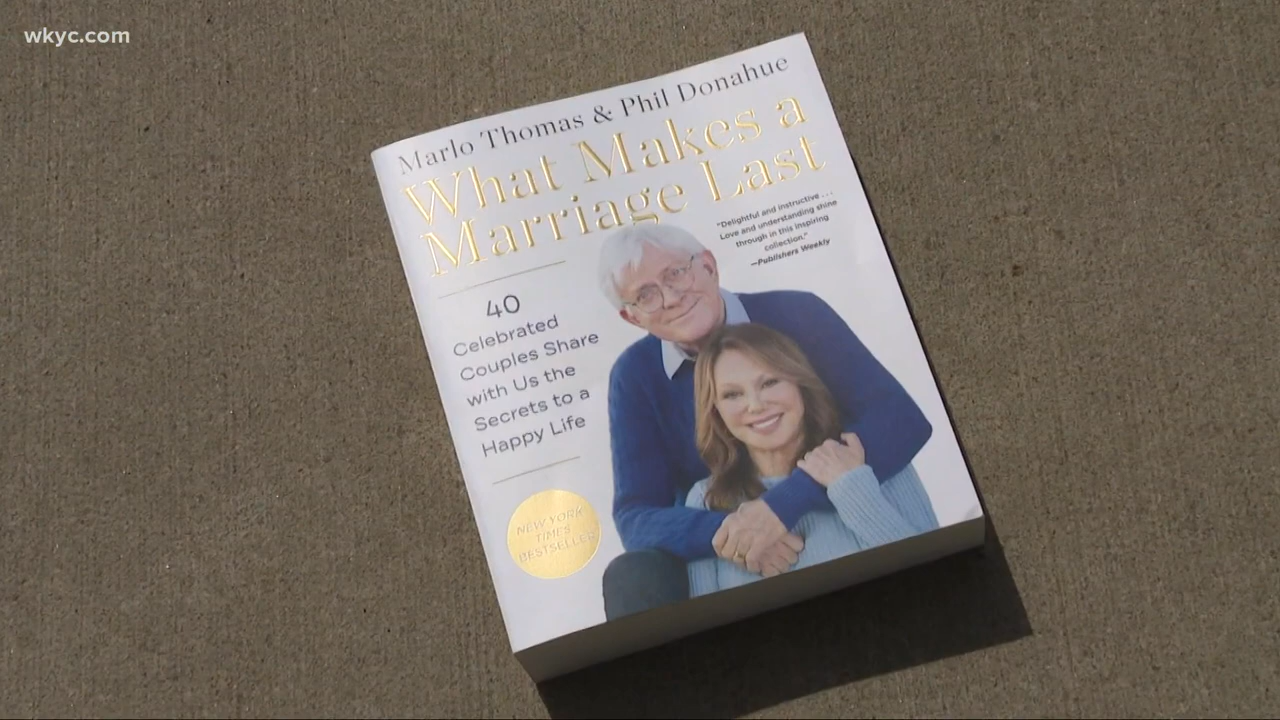 wkyc.com
Marlo Thomas & Phil Donahue
What Makes a
Marriage Last
"Delightful and instructive . . .
Love and understanding shine
through in this inspiring
collection."
—Publishers Weekly
40
Celebrated
Couples Share
with Us the
Secrets to a
Happy Life
NEW YORK
TIMES
BESTSELLER